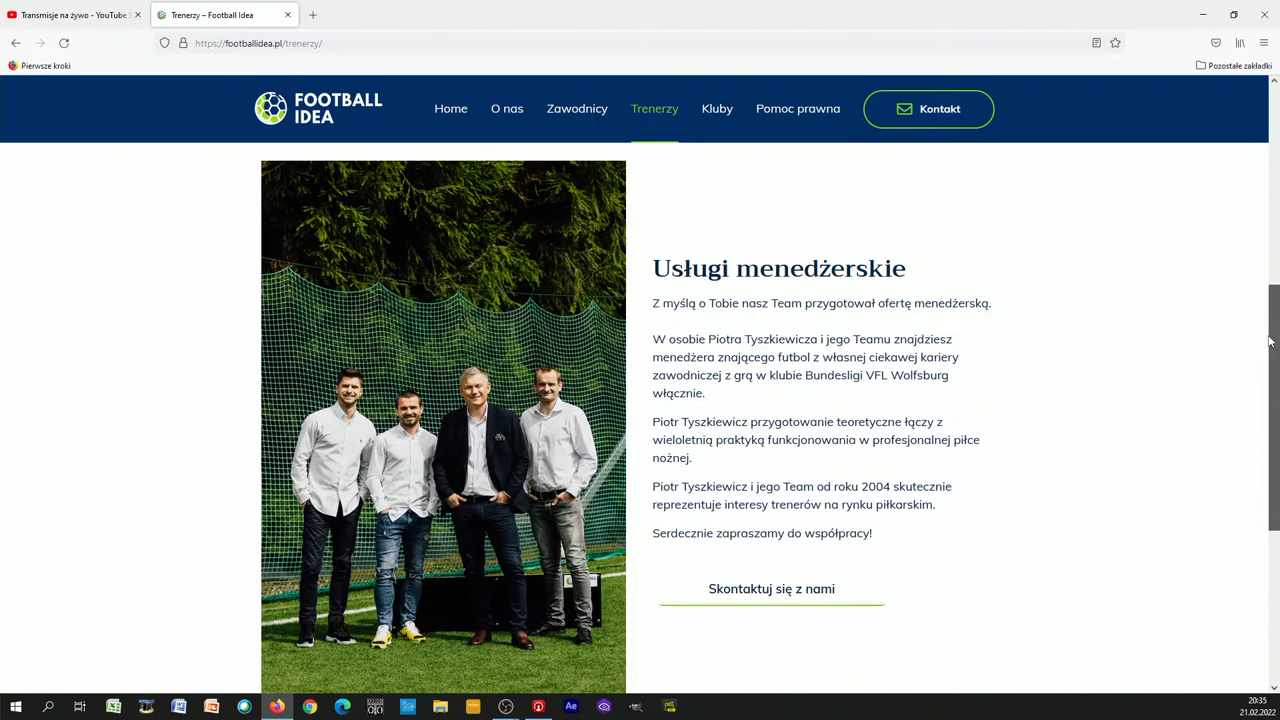 Transmisje na żywo - YouTube S
Trenerzy – Football Idea
https://footballidea.pl/trenerzy/
Pierwsze kroki
Pozostałe zakładki
FOOTBALL
IDEA
Home
O nas
Zawodnicy
Trenerzy
Kluby
Pomoc prawna
Kontakt
Usługi menedżerskie
Z myślą o Tobie nasz Team przygotował ofertę menedżerską.
W osobie Piotra Tyszkiewicza i jego Teamu znajdziesz
menedżera znającego futbol z własnej ciekawej kariery
zawodniczej z grą w klubie Bundesligi VFL Wolfsburg
włącznie.
Piotr Tyszkiewicz przygotowanie teoretyczne łączy z
wieloletnią praktyką funkcjonowania w profesjonalnej piłce
nożnej.
Piotr Tyszkiewicz i jego Team od roku 2004 skutecznie
reprezentuje interesy trenerów na rynku piłkarskim.
Serdecznie zapraszamy do współpracy!
Skontaktuj się z nami
Ae
20:35
21.02.2022